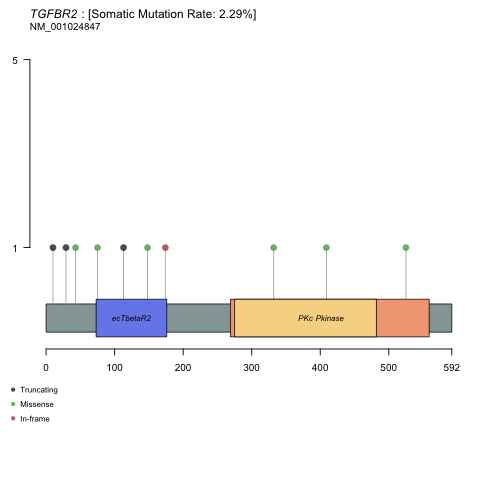 TGFBR2 : [Somatic Mutation Rate: 2.29%]
NM_001024847
5
1
ecTbetaR2
PKc Pkinase
0 100 200 300 400 500 592
Truncating
Missense
In-frame